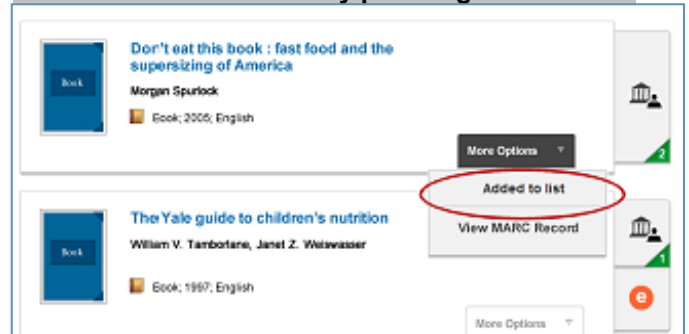 Don't eat this book : fast food and the
supersizing of America
Book
Morgan Spurlock
Book; 2005; English
More Options
2
Added to list
The Yale guide to children's nutrition
View MARC Record
William V. Tamborlane, Janet Z. Weiswasser
Book
1
Book; 1997; English
e
More Options